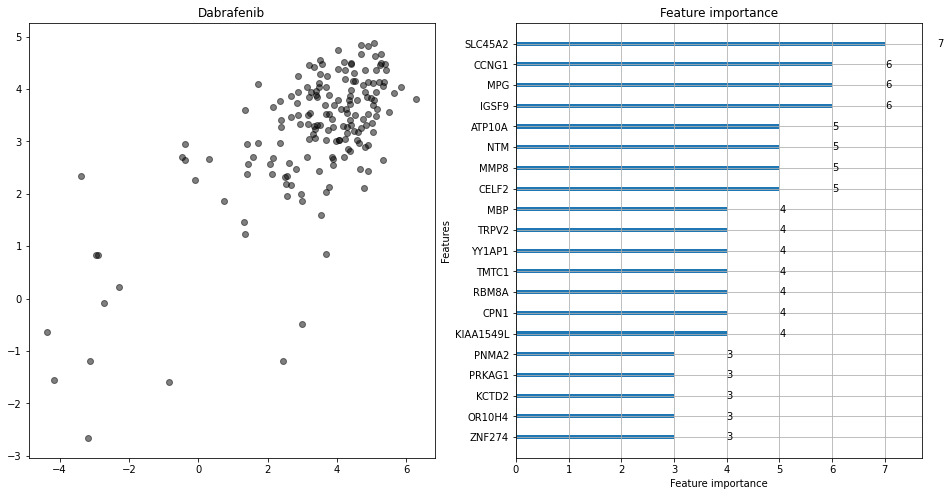 Dabrafenib
5
4
3
2
1
0
−1
−2
−3
−4
−2
0
2
4
6
Feature importance
Features
SLC45A2
7
CCNG1
6
MPG
6
IGSF9
6
ATP10A
5
NTM
5
MMP8
5
CELF2
5
MBP
4
TRPV2
4
YY1AP1
4
TMTC1
4
RBM8A
4
CPN1
4
KIAA1549L
4
PNMA2
3
PRKAG1
3
KCTD2
3
OR10H4
3
ZNF274
3
0
1
2
3
4
5
6
7
Feature importance